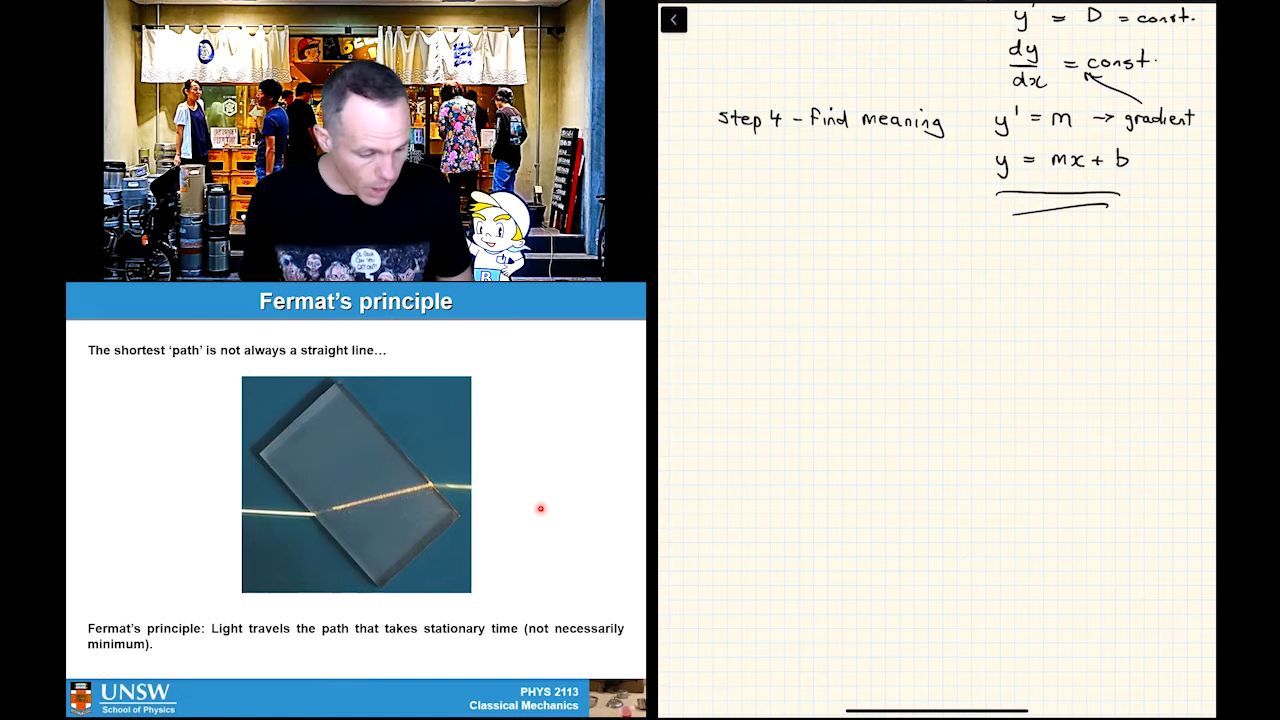 Fermat's principle
The shortest 'path' is not always a straight line...
Fermat's principle: Light travels the path that takes stationary time (not necessarily
minimum).
UNSW
School of Physics
PHYS 2113
Classical Mechanics
B
y' = D = const.
dy
dx
= const.
step 4 - find meaning
y' = m → gradient
y = mx + b